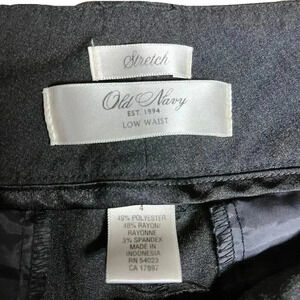 Stretch
Old Navy
EST. 1994
LOW WAIST
4
49% POLYESTER
48% RAYON/
RAYONNE
3% SPANDEX
MADE IN
INDONESIA
RN 54023
CA 17897